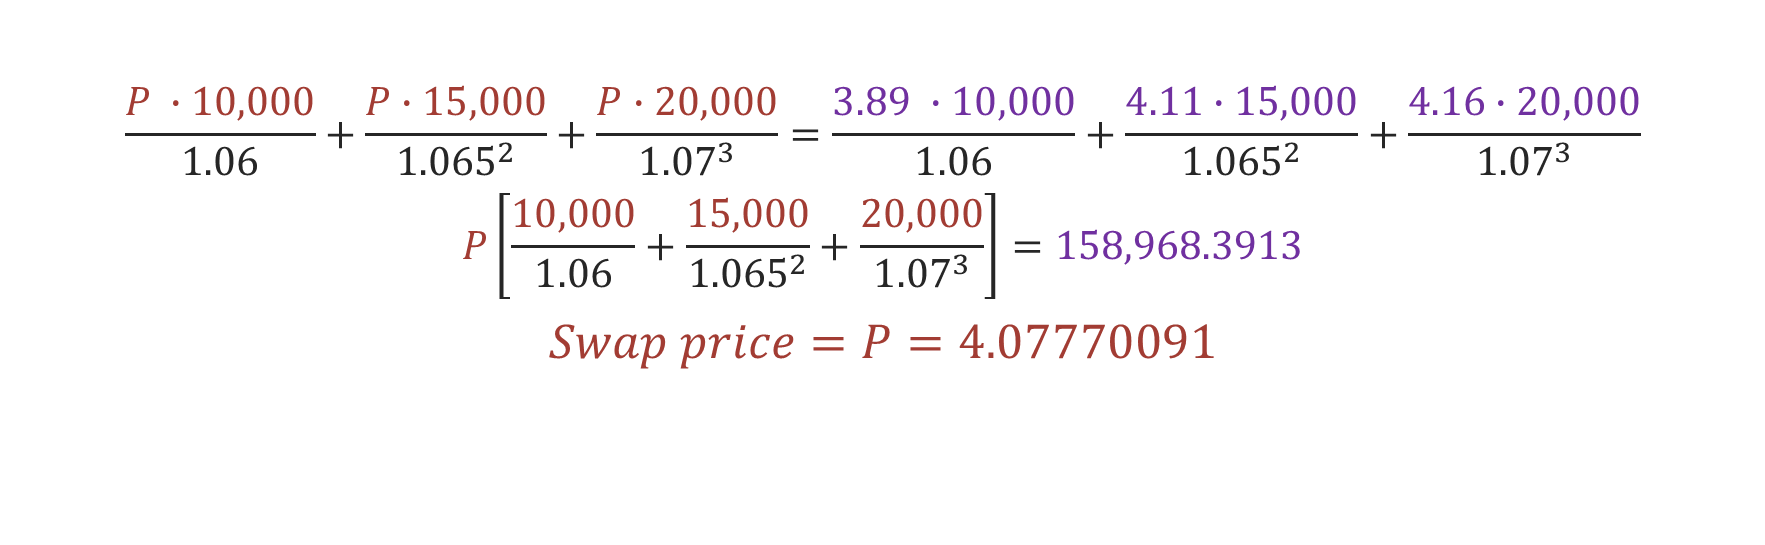 P · 10,000 / 1.06 + P · 15,000 / 1.065² + P · 20,000 / 1.07³ = 3.89 · 10,000 / 1.06 + 4.11 · 15,000 / 1.065² + 4.16 · 20,000 / 1.07³
P [10,000 / 1.06 + 15,000 / 1.065² + 20,000 / 1.07³] = 158,968.3913
Swap price = P = 4.07770091